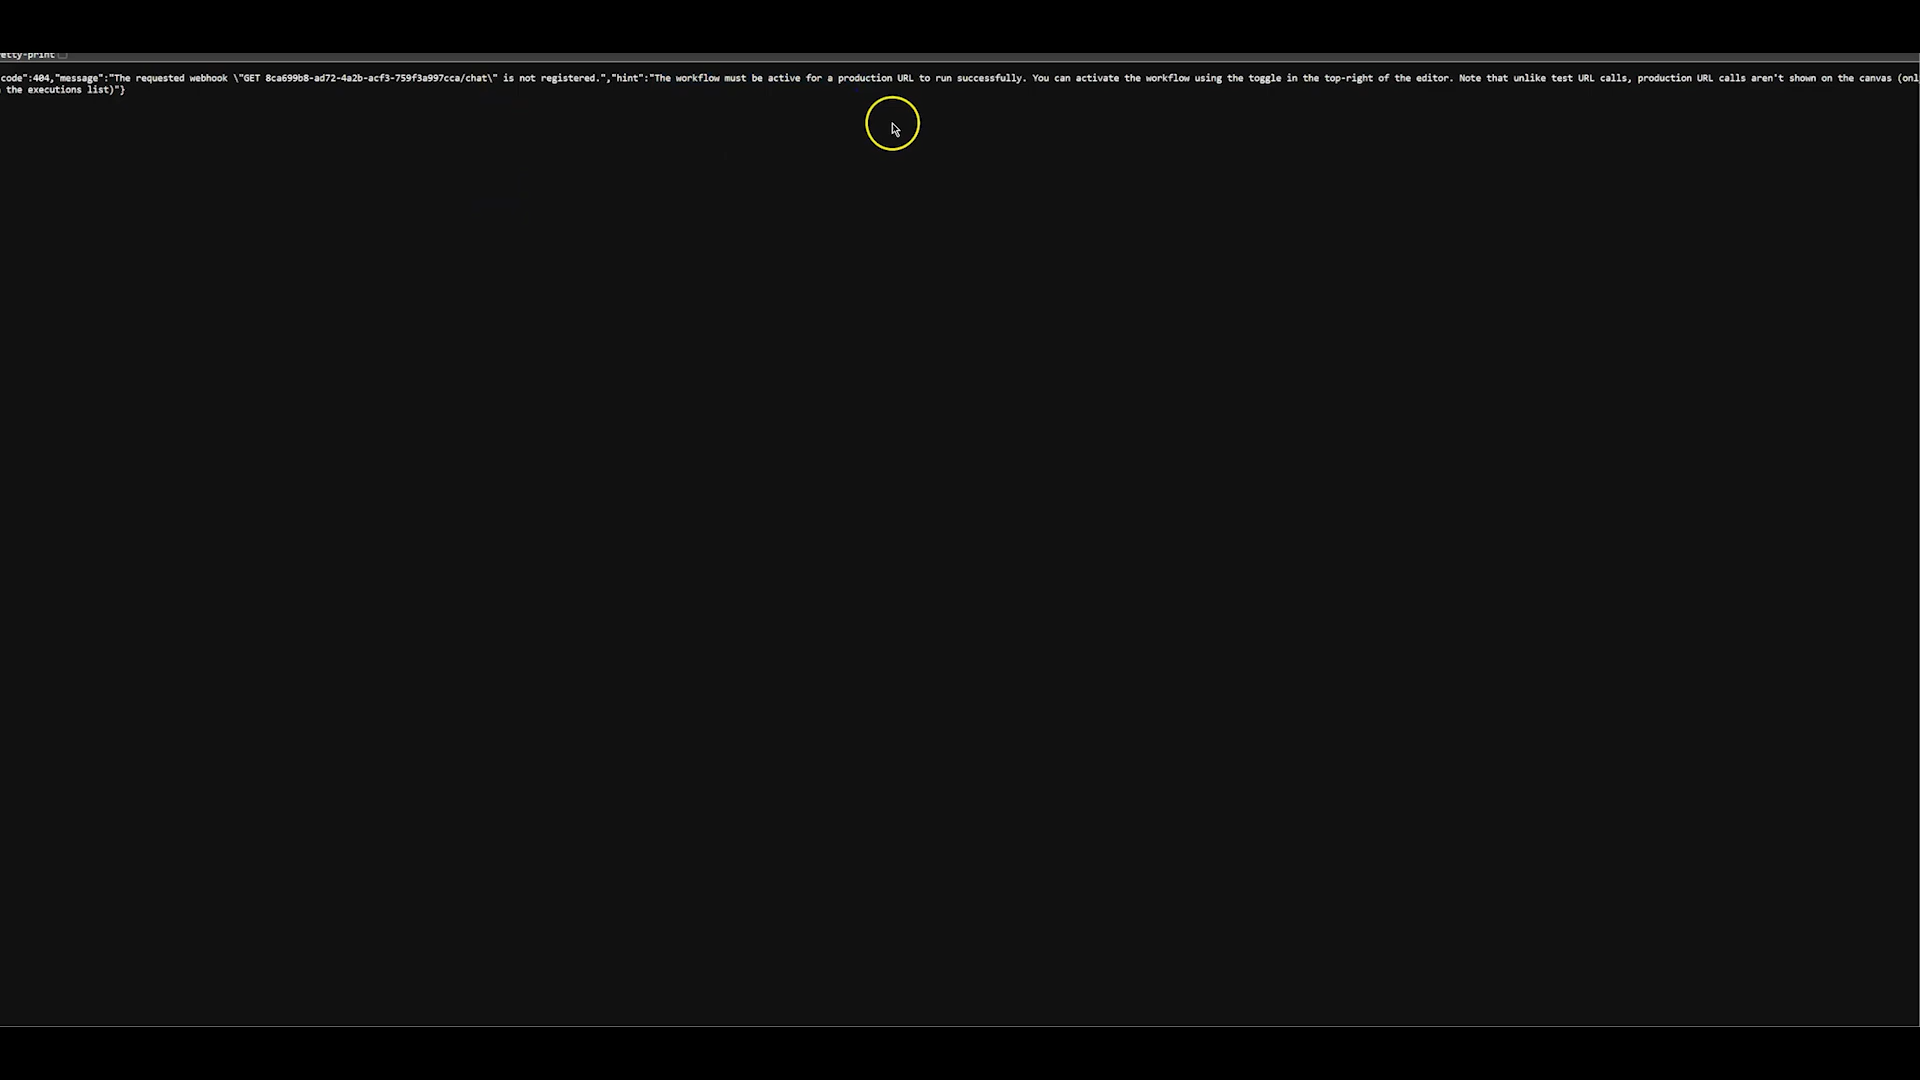 etty-print
code":404,"message":"The requested webhook \"GET 8ca699b8-ad72-4a2b-acf3-759f3a997cca/chat\" is not registered.","hint":"The workflow must be active for a production URL to run successfully. You can activate the workflow using the toggle in the top-right of the editor. Note that unlike test URL calls, production URL calls aren't shown on the canvas (onl
the executions list)"}